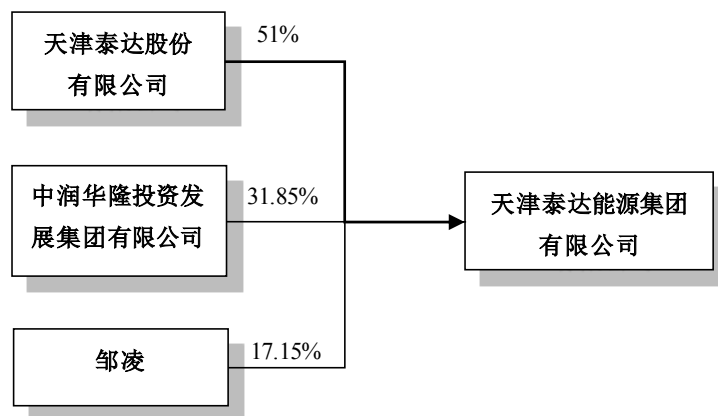 天津泰达股份
有限公司
51%
中润华隆投资发
展集团有限公司
31.85%
天津泰达能源集团
有限公司
邹凌
17.15%